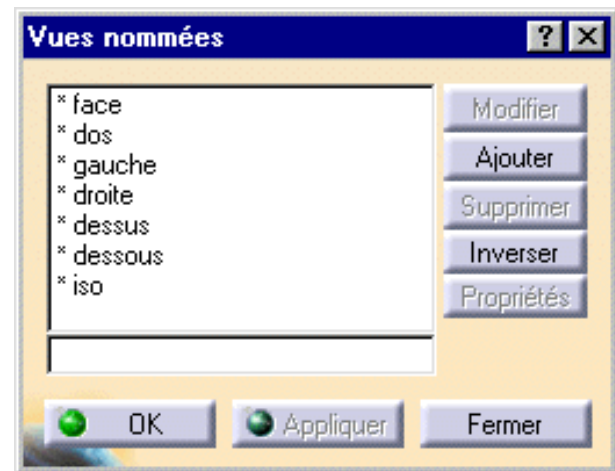 Vues nommées
* face
* dos
* gauche
* droite
* dessus
* dessous
* iso
Modifier
Ajouter
Supprimer
Inverser
Propriétés
OK
Appliquer
Fermer